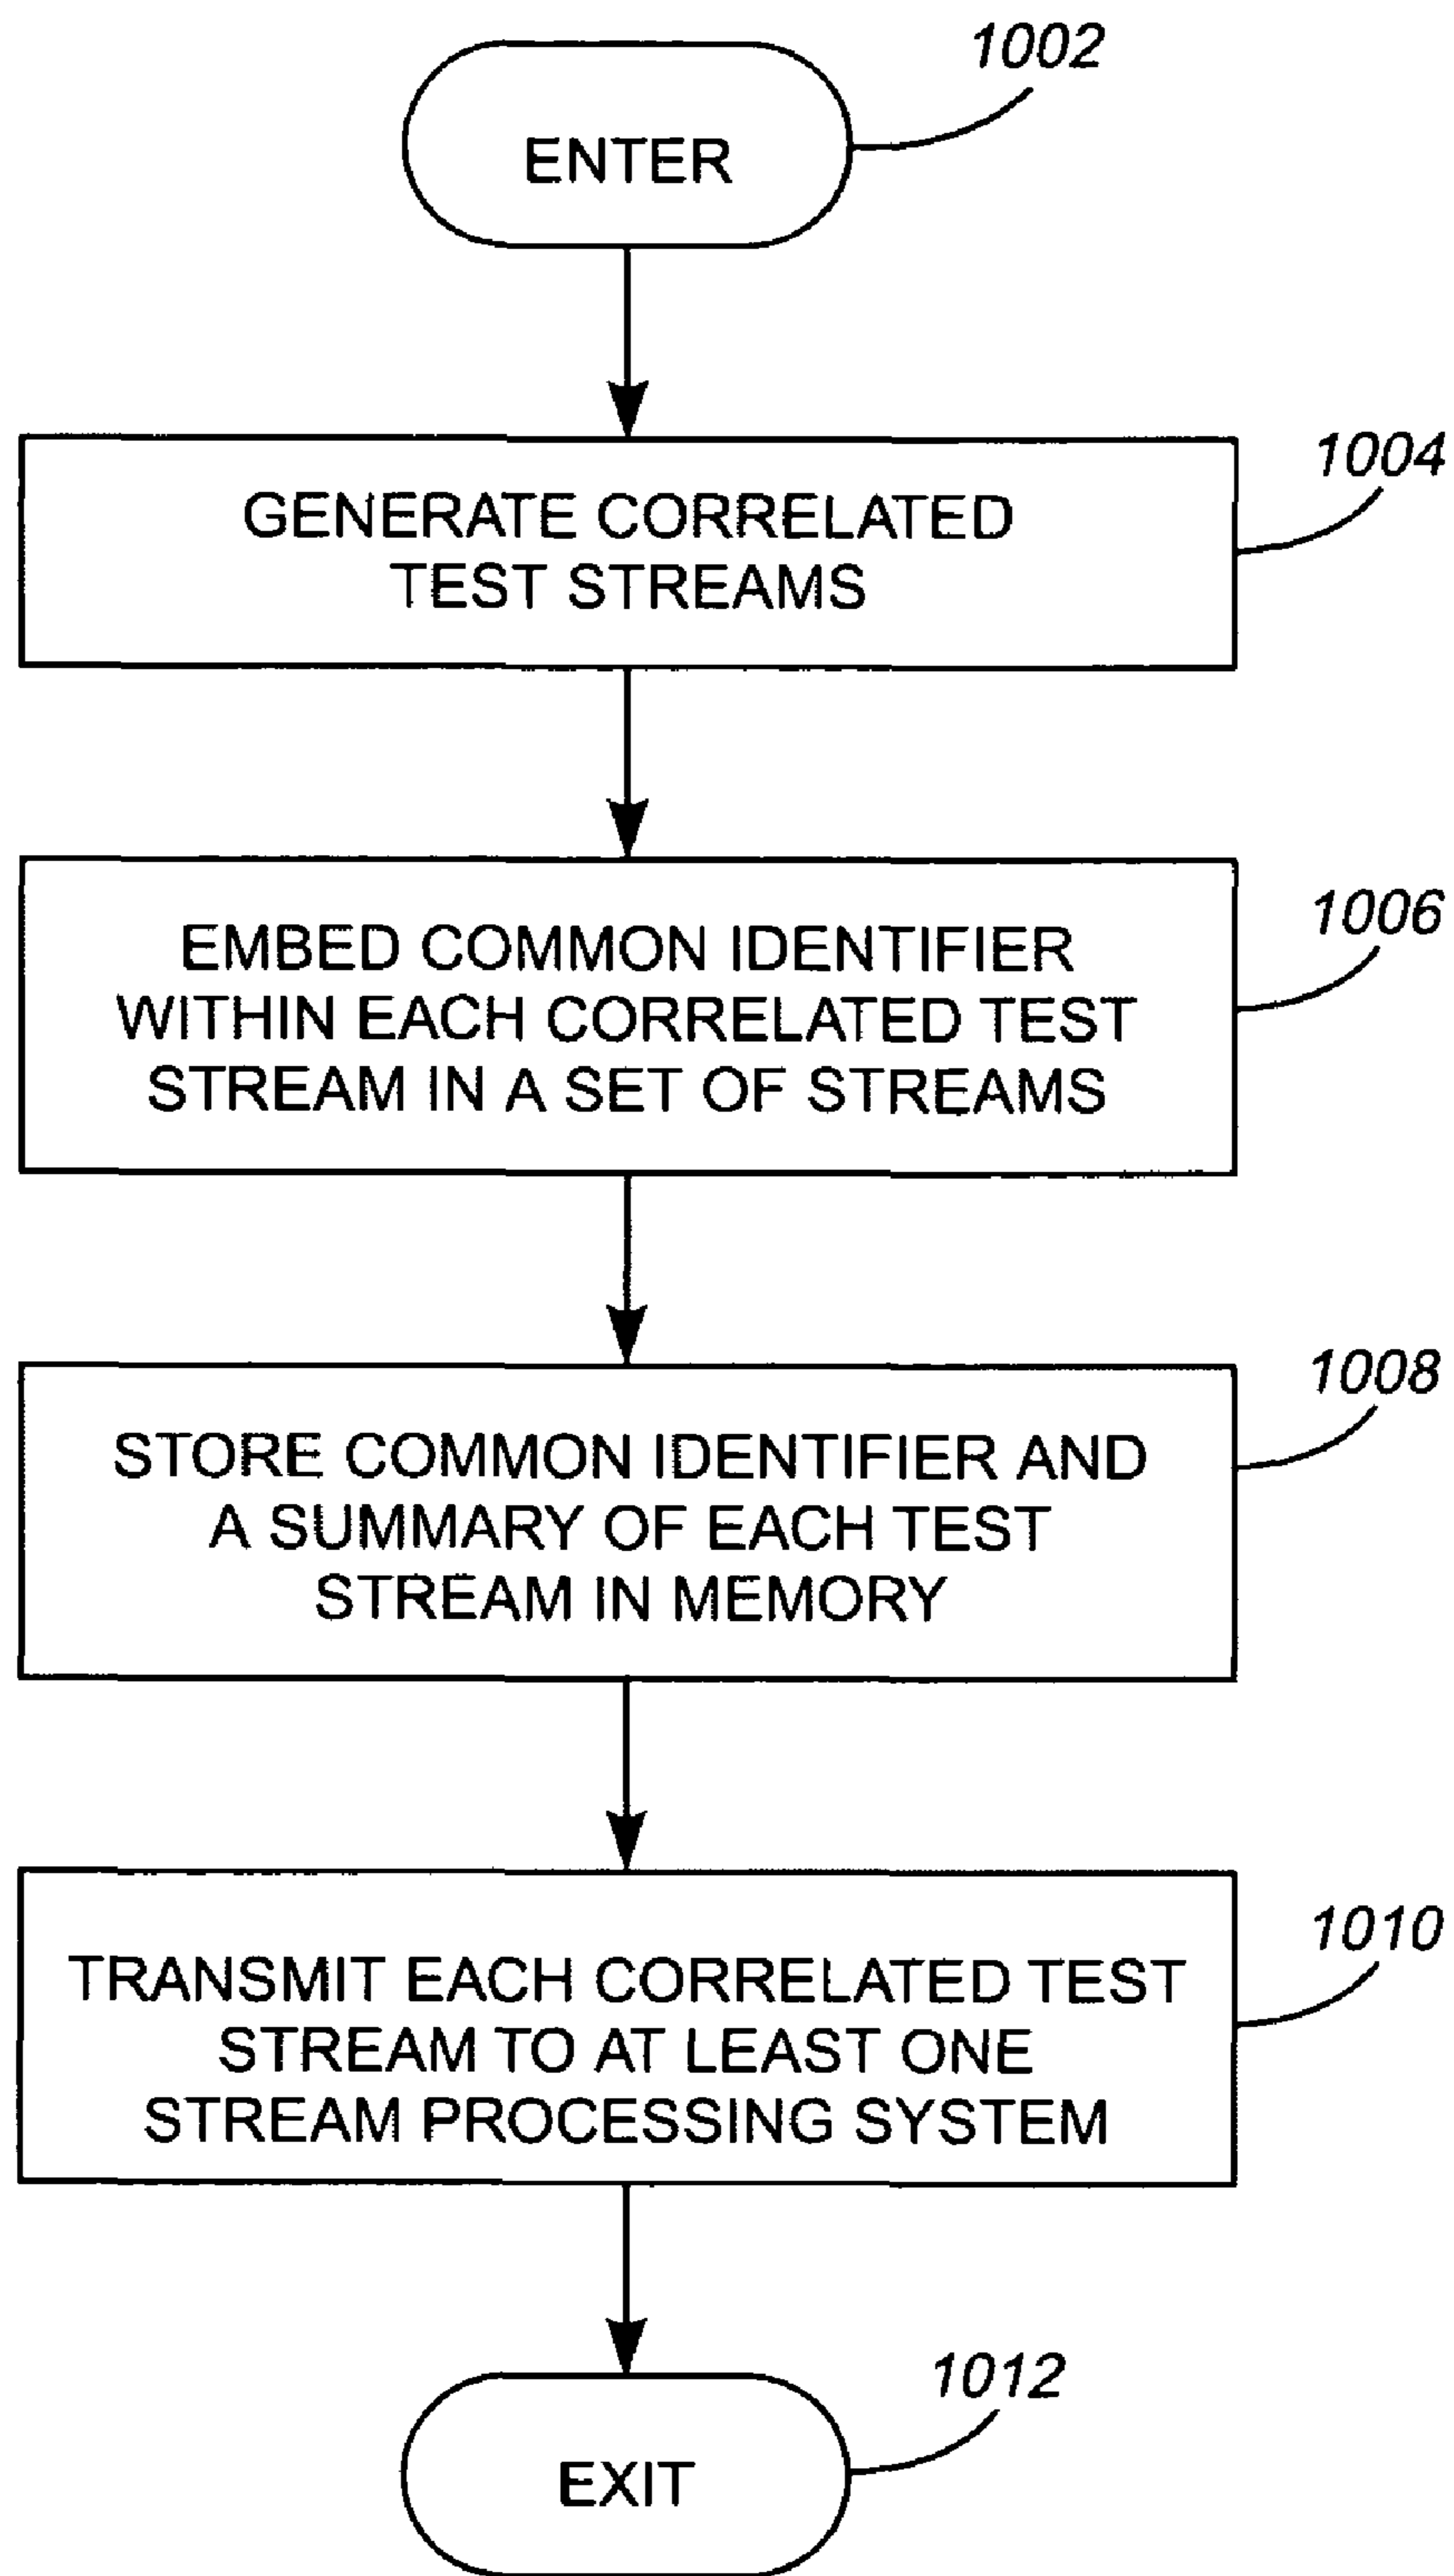 1002
ENTER
1004
GENERATE CORRELATED
TEST STREAMS
1006
EMBED COMMON IDENTIFIER
WITHIN EACH CORRELATED TEST
STREAM IN A SET OF STREAMS
1008
STORE COMMON IDENTIFIER AND
A SUMMARY OF EACH TEST
STREAM IN MEMORY
1010
TRANSMIT EACH CORRELATED TEST
STREAM TO AT LEAST ONE
STREAM PROCESSING SYSTEM
1012
EXIT